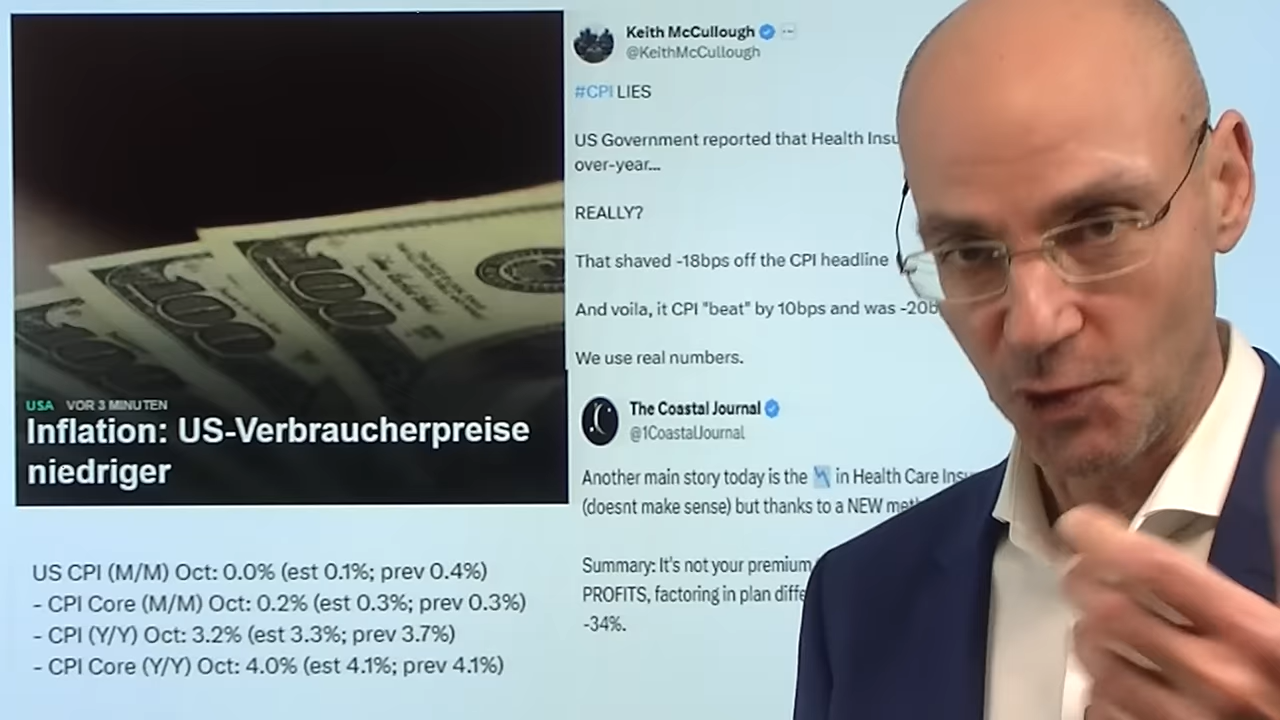 USA VOR 3 MINUTEN
Inflation: US-Verbraucherpreise
niedriger
US CPI (M/M) Oct: 0.0% (est 0.1%; prev 0.4%)
- CPI Core (M/M) Oct: 0.2% (est 0.3%; prev 0.3%)
- CPI (Y/Y) Oct: 3.2% (est 3.3%; prev 3.7%)
- CPI Core (Y/Y) Oct: 4.0% (est 4.1%; prev 4.1%)
Keith McCullough
@KeithMcCullough
#CPI LIES
US Government reported that Health
over-year...
REALLY?
That shaved -18bps off the CPI headline
And voila, it CPI "beat" by 10bps and was
We use real numbers.
The Coastal Journal
@1CoastalJournal
Another main story today is the in Health Care
(doesnt make sense) but thanks to a NEW
Summary: It's not your premium
PROFITS, factoring in plan
-34%.
100
100
100